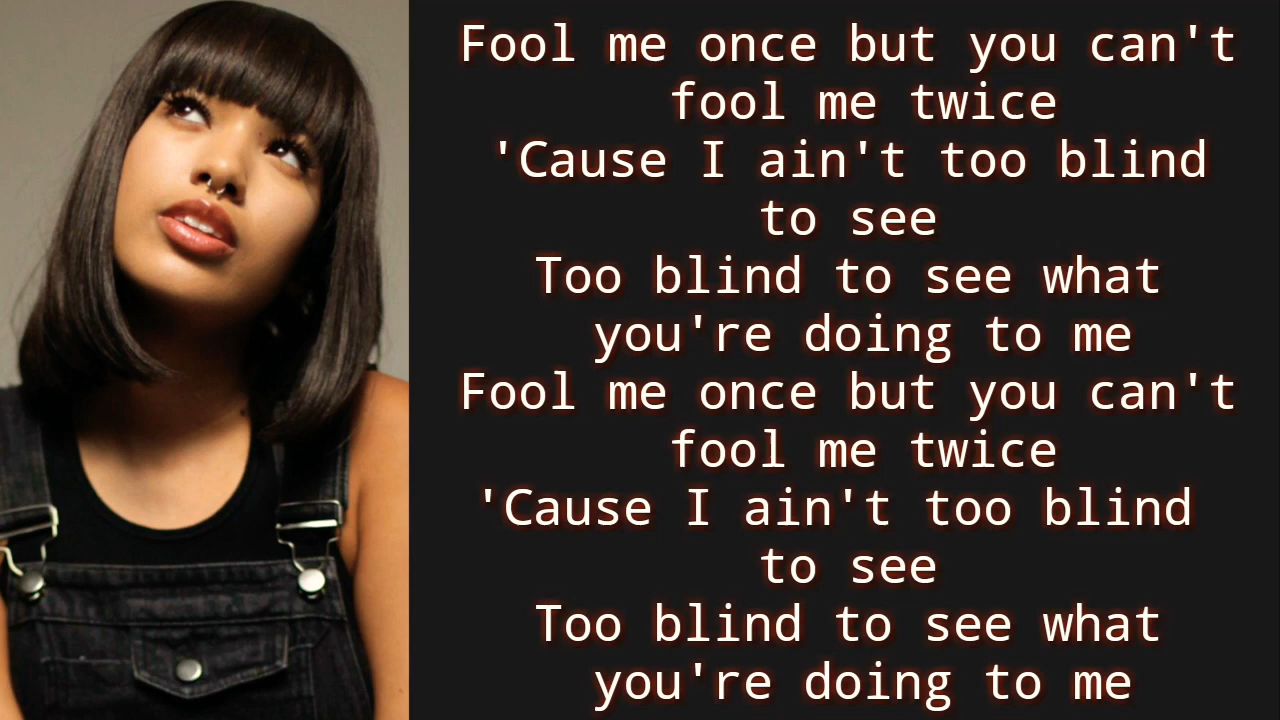 Fool me once but you can't
fool me twice
'Cause I ain't too blind
to see
Too blind to see what
you're doing to me
Fool me once but you can't
fool me twice
'Cause I ain't too blind
to see
Too blind to see what
you're doing to me